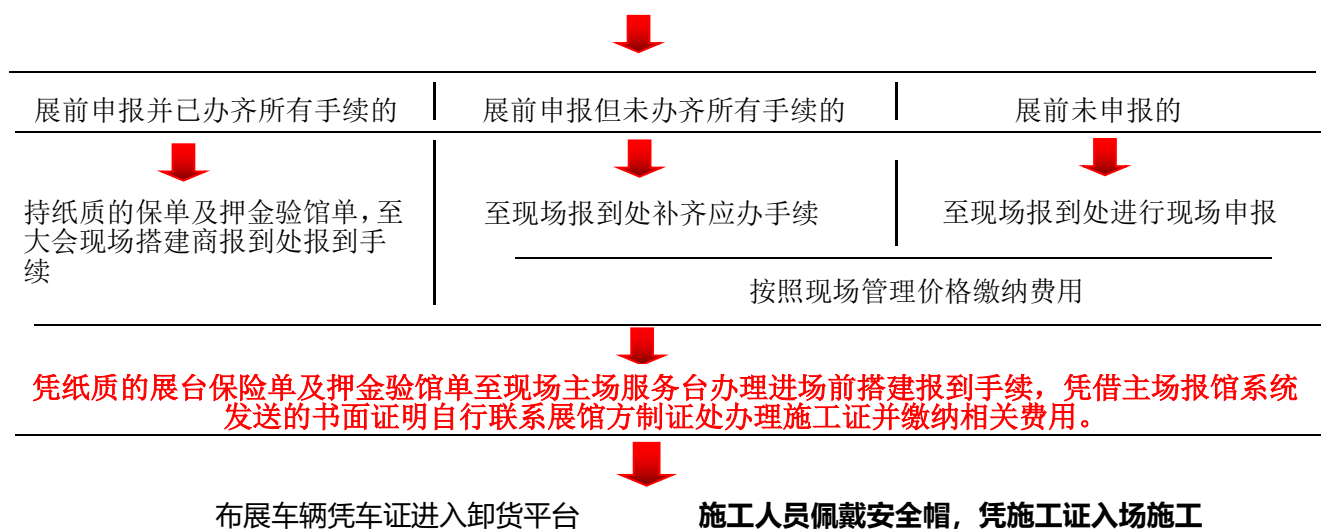 展前申报并已办齐所有手续的
展前申报但未办齐所有手续的
展前未申报的
持纸质的保单及押金验馆单，至
大会现场搭建商报到处报到手
续
至现场报到处补齐应办手续
至现场报到处进行现场申报
按照现场管理价格缴纳费用
凭纸质的展台保险单及押金验馆单至现场主场服务台办理进场前搭建报到手续，凭借主场报馆系统
发送的书面证明自行联系展馆方制证处办理施工证并缴纳相关费用。
布展车辆凭车证进入卸货平台
施工人员佩戴安全帽，凭施工证入场施工